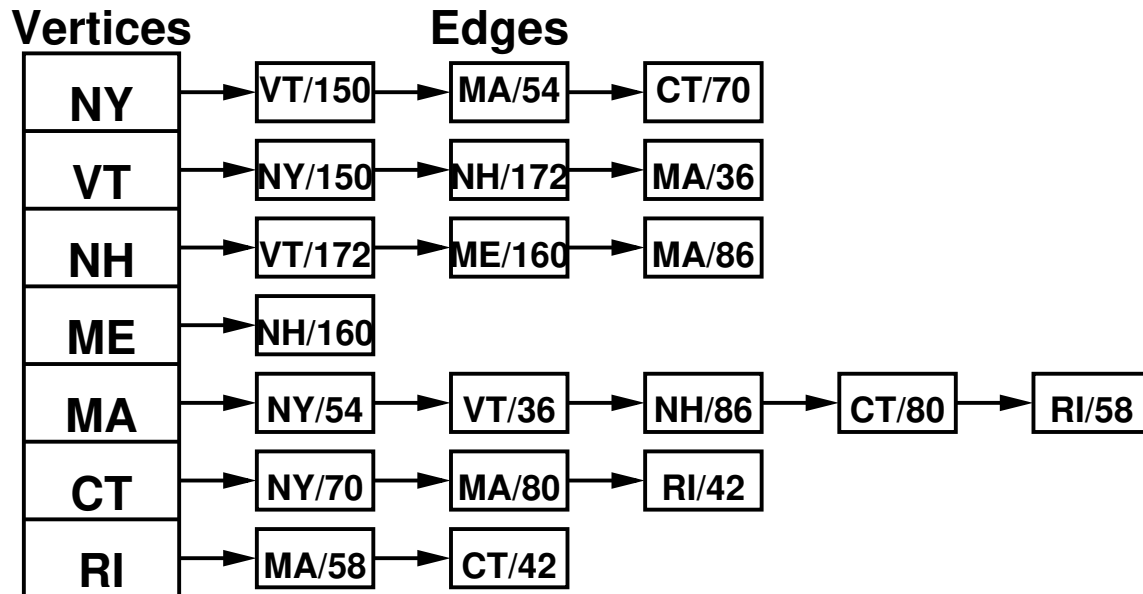 Vertices Edges
NY VT/150 MA/54 CT/70
VT NY/150 NH/172 MA/36
NH VT/172 ME/160 MA/86
ME NH/160
MA NY/54 VT/36 NH/86 CT/80 RI/58
CT NY/70 MA/80 RI/42
RI MA/58 CT/42